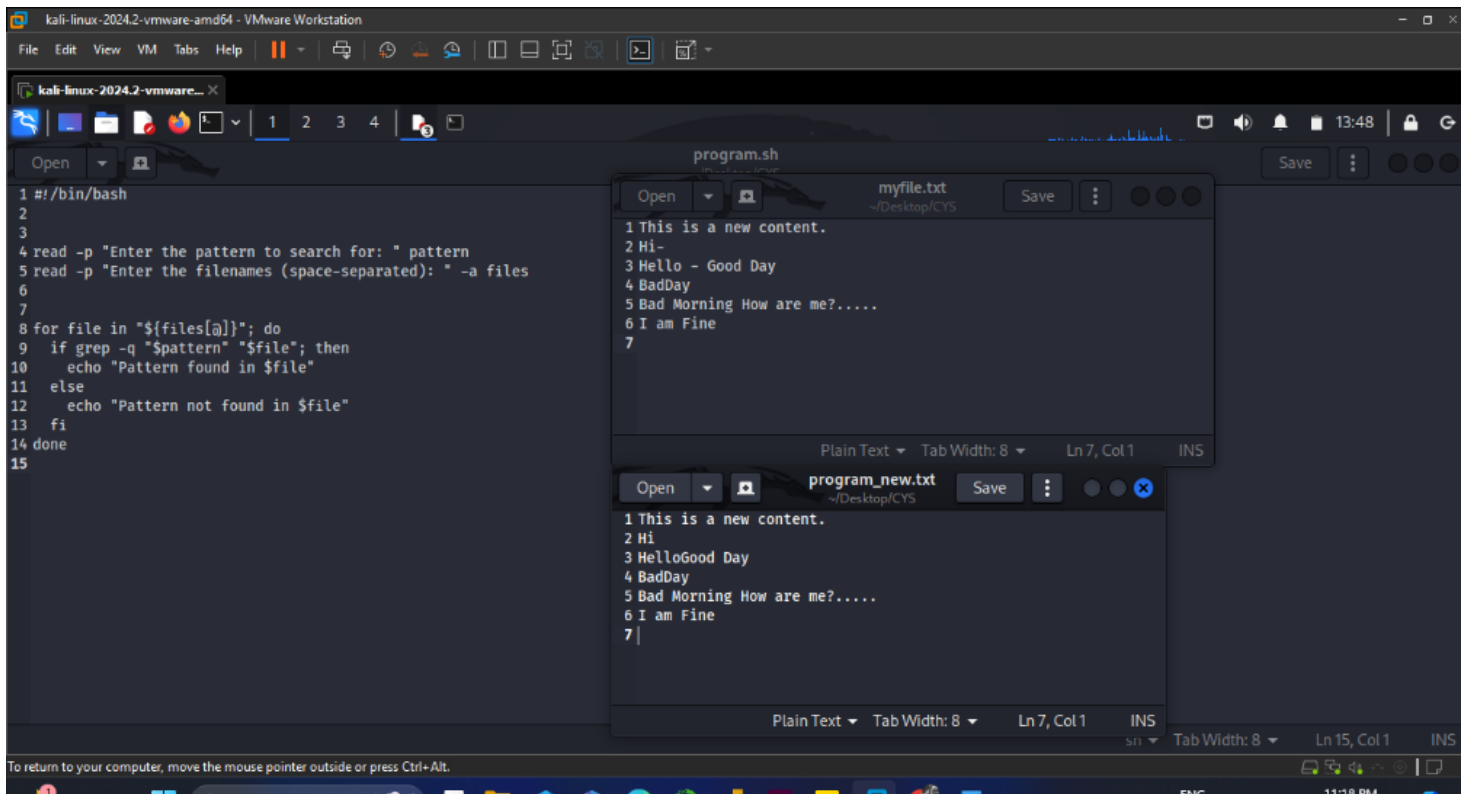 kali-linux-2024.2-vmware-amd64 - VMware Workstation
File Edit View VM Tabs Help
kali-linux-2024.2-vmware...
1 2 3 4
3
13:48
Open
program.sh
Save
1 #!/bin/bash
2
3
4 read -p "Enter the pattern to search for: " pattern
5 read -p "Enter the filenames (space-separated): " -a files
6
7
8 for file in "${files[@]}"; do
9 if grep -q "$pattern" "$file"; then
10 echo "Pattern found in $file"
11 else
12 echo "Pattern not found in $file"
13 fi
14 done
15
Open
myfile.txt
~/Desktop/CYS
Save
1 This is a new content.
2 Hi-
3 Hello - Good Day
4 BadDay
5 Bad Morning How are me?.....
6 I am Fine
7
Plain Text Tab Width: 8 Ln 7, Col 1 INS
Open
program_new.txt
~/Desktop/CYS
Save
1 This is a new content.
2 Hi
3 HelloGood Day
4 BadDay
5 Bad Morning How are me?.....
6 I am Fine
7
Plain Text Tab Width: 8 Ln 7, Col 1 INS
sh Tab Width: 8 Ln 15, Col 1 INS
To return to your computer, move the mouse pointer outside or press Ctrl+Alt.
1
ENG
11:18 PM